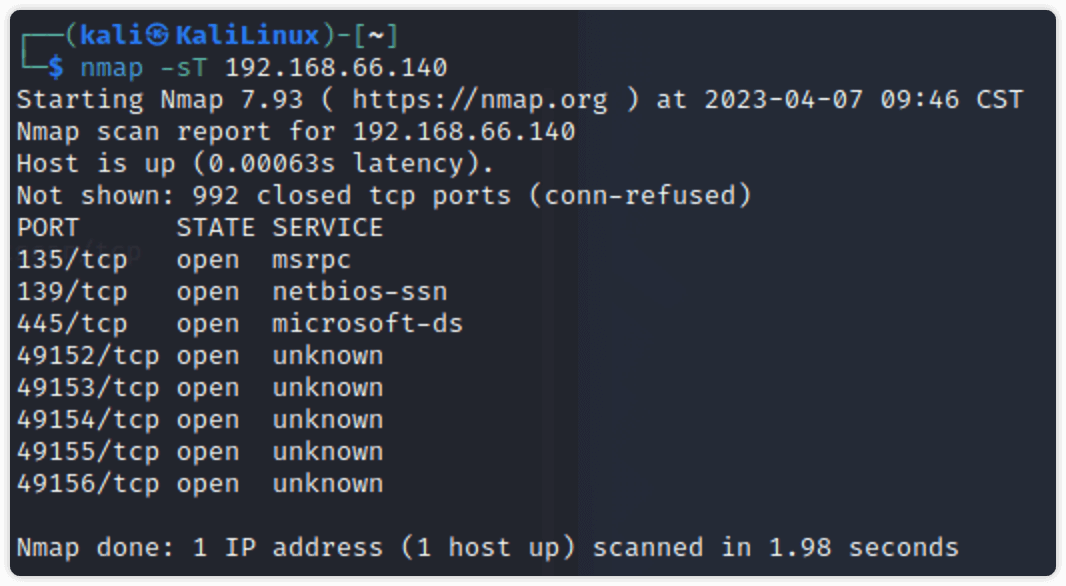 ┌──(kali㉿KaliLinux)-[~]
└─$ nmap -sT 192.168.66.140
Starting Nmap 7.93 ( https://nmap.org ) at 2023-04-07 09:46 CST
Nmap scan report for 192.168.66.140
Host is up (0.00063s latency).
Not shown: 992 closed tcp ports (conn-refused)
PORT      STATE SERVICE
135/tcp   open  msrpc
139/tcp   open  netbios-ssn
445/tcp   open  microsoft-ds
49152/tcp open  unknown
49153/tcp open  unknown
49154/tcp open  unknown
49155/tcp open  unknown
49156/tcp open  unknown

Nmap done: 1 IP address (1 host up) scanned in 1.98 seconds